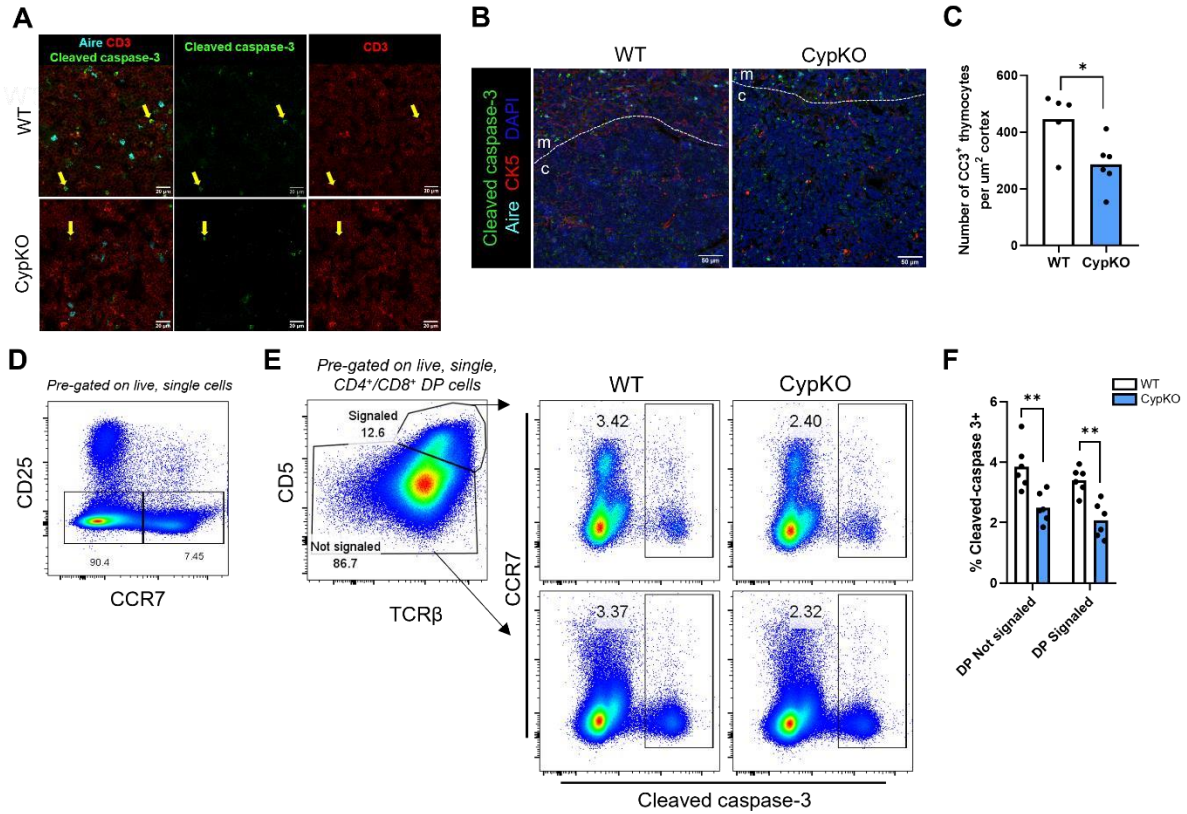 A
Aire CD3
Cleaved caspase-3
Cleaved caspase-3
CD3
WT
20 µm
20 µm
20 µm
CypKO
20 µm
20 µm
20 µm
B
WT
CypKO
Cleaved caspase-3
Aire CK5 DAPI
m
c
m
c
50 µm
50 µm
C
*
Number of CC3⁺ thymocytes
per um² cortex
600
400
200
0
WT
CypKO
D
Pre-gated on live, single cells
CD25
90.4
7.45
CCR7
E
Pre-gated on live, single,
CD4⁺/CD8⁺ DP cells
Signaled
12.6
CD5
Not signaled
86.7
TCRβ
WT
CypKO
3.42
2.40
CCR7
3.37
2.32
Cleaved caspase-3
F
WT
CypKO
**
**
% Cleaved-caspase 3+
6
4
2
0
DP Not signaled
DP Signaled